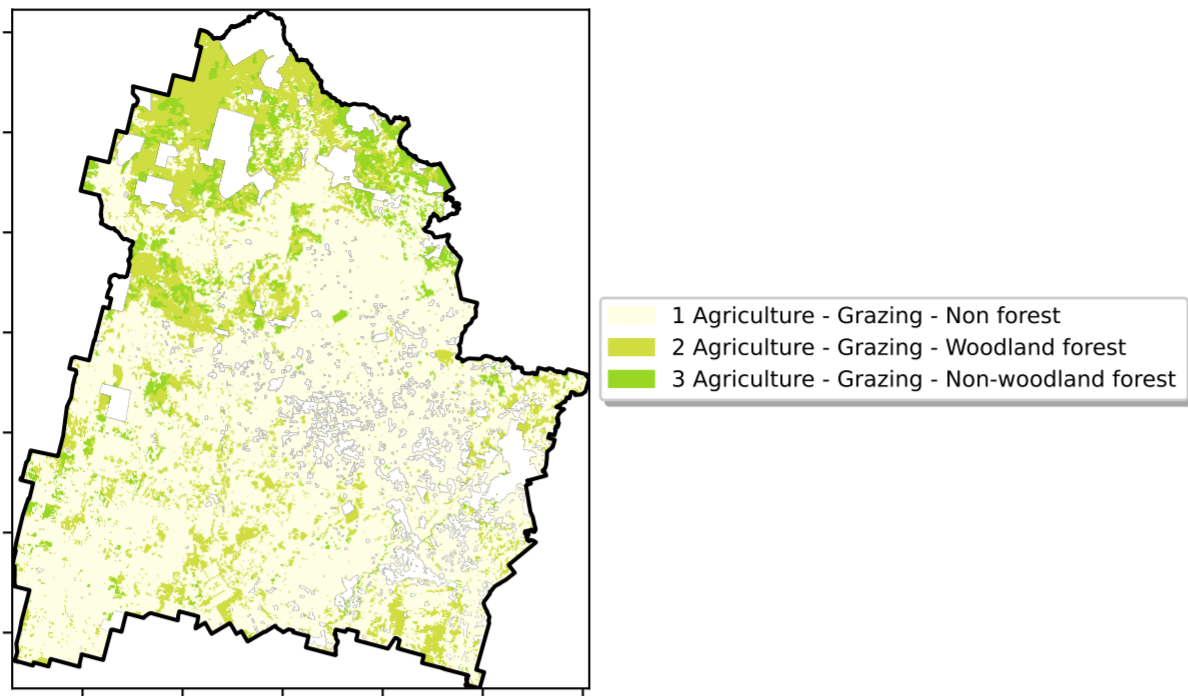 1 Agriculture - Grazing - Non forest
2 Agriculture - Grazing - Woodland forest
3 Agriculture - Grazing - Non-woodland forest